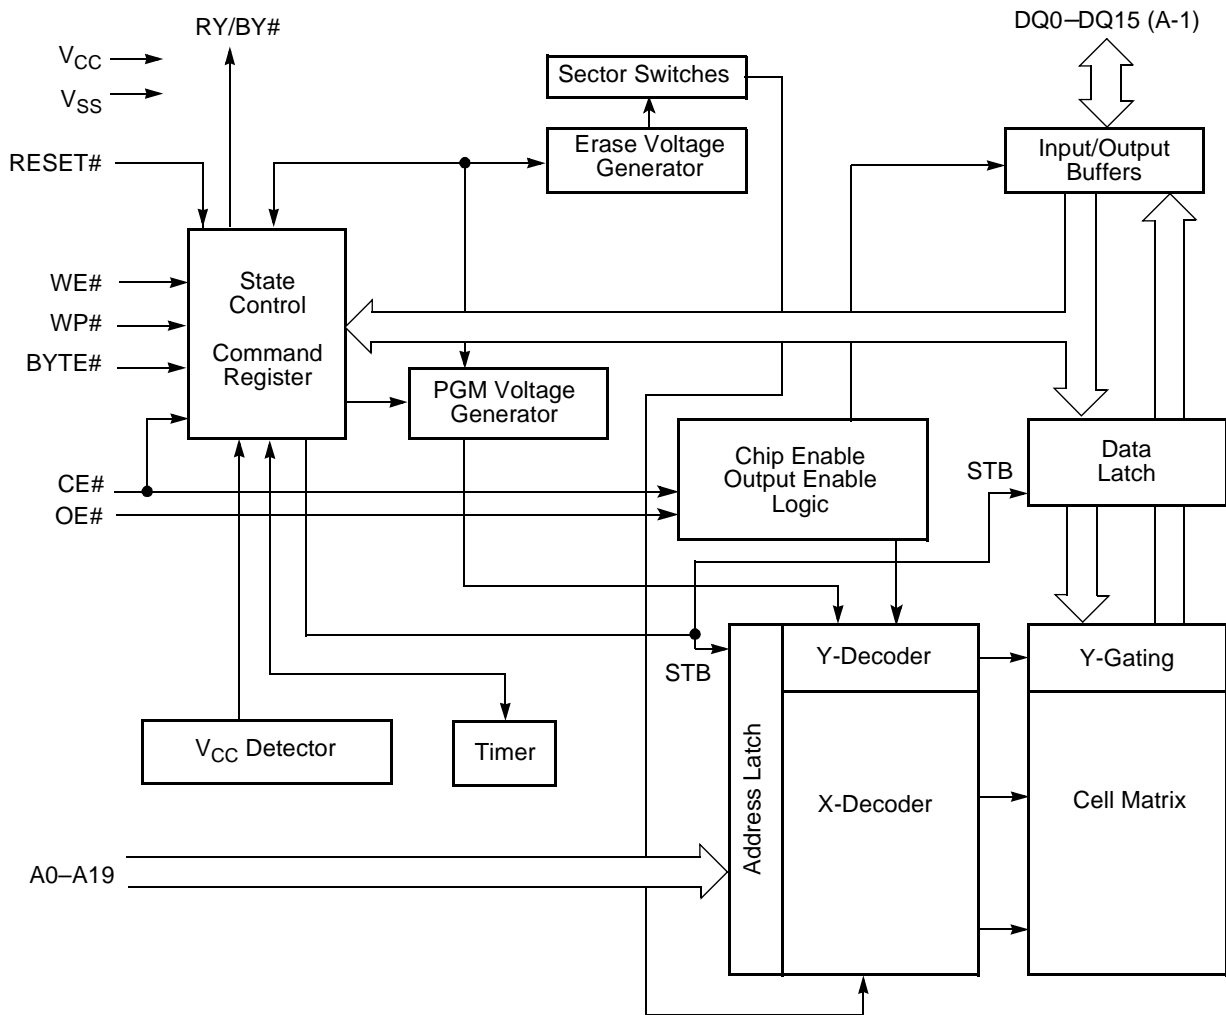 RY/BY#
DQ0–DQ15 (A-1)
VCC
VSS
Sector Switches
Erase Voltage
Generator
Input/Output
Buffers
RESET#
WE#
WP#
BYTE#
State
Control
Command
Register
PGM Voltage
Generator
CE#
OE#
Chip Enable
Output Enable
Logic
STB
Data
Latch
STB
Y-Decoder
Y-Gating
VCC Detector
Timer
Address Latch
X-Decoder
Cell Matrix
A0–A19